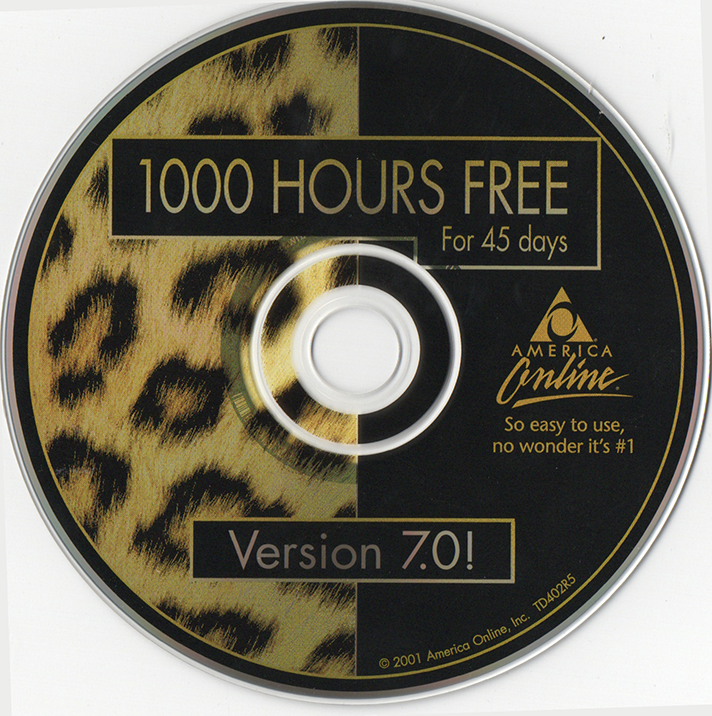 1000 HOURS FREE
For 45 days
AMERICA
Online®
So easy to use,
no wonder it's #1
Version 7.0!
© 2001 America Online, Inc. TD402R5